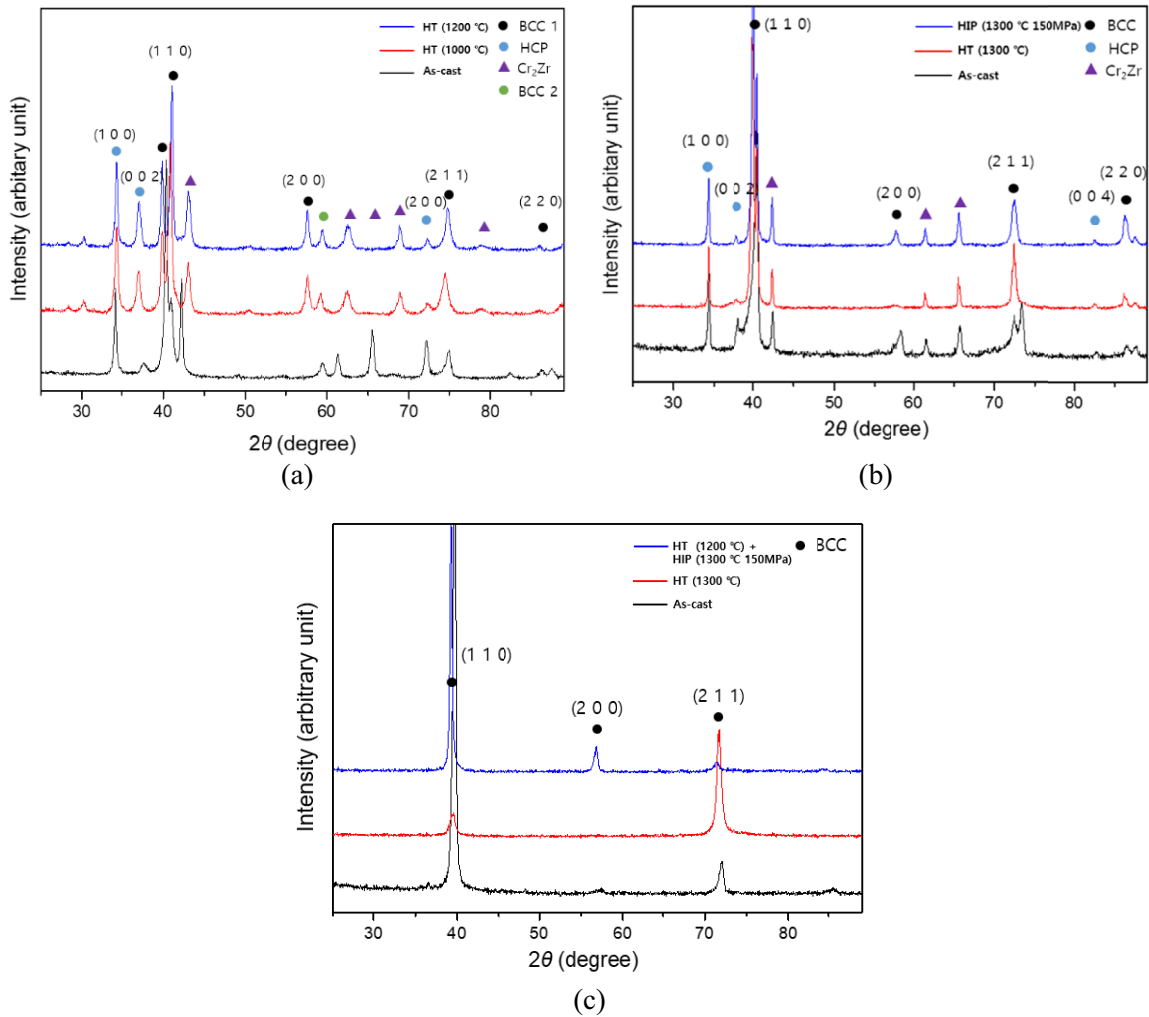 Intensity (arbitary unit)
HT (1200 ℃)
HT (1000 ℃)
As-cast
BCC 1
HCP
Cr₂Zr
BCC 2
(1 1 0)
(1 0 0)
(0 0 2)
(2 0 0)
(2 0 0)
(2 1 1)
(2 2 0)
30 40 50 60 70 80
2θ (degree)
(a)
Intensity (arbitary unit)
HIP (1300 ℃ 150MPa)
HT (1300 ℃)
As-cast
BCC
HCP
Cr₂Zr
(1 1 0)
(1 0 0)
(0 0 2)
(2 0 0)
(2 1 1)
(0 0 4)
(2 2 0)
30 40 50 60 70 80
2θ (degree)
(b)
Intensity (arbitrary unit)
HT (1200 ℃) +
HIP (1300 ℃ 150MPa)
HT (1300 ℃)
As-cast
BCC
(1 1 0)
(2 0 0)
(2 1 1)
30 40 50 60 70 80
2θ (degree)
(c)